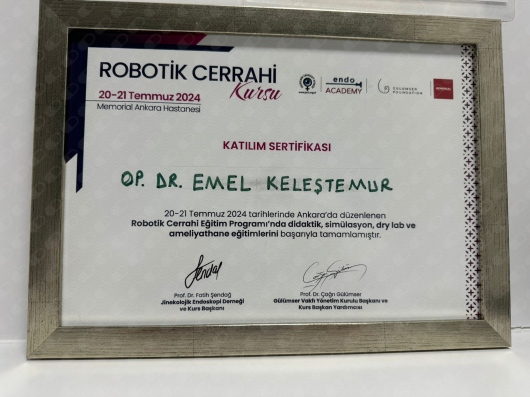 ROBOTİK CERRAHİ
Kursu
20-21 Temmuz 2024
Memorial Ankara Hastanesi
endo
ACADEMY
GÜLÜMSER
FOUNDATION
MEMORIAL
KATILIM SERTİFİKASI
OP. DR. EMEL KELEŞTEMUR
20-21 Temmuz 2024 tarihlerinde Ankara'da düzenlenen
Robotik Cerrahi Eğitim Programı'nda didaktik, simülasyon, dry lab ve
ameliyathane eğitimlerini başarıyla tamamlamıştır.
Prof. Dr. Fatih Şendağ
Jinekolojik Endoskopi Derneği
ve Kurs Başkanı
Prof. Dr. Çağrı Gülümser
Gülümser Vakfı Yönetim Kurulu Başkanı ve
Kurs Başkan Yardımcısı